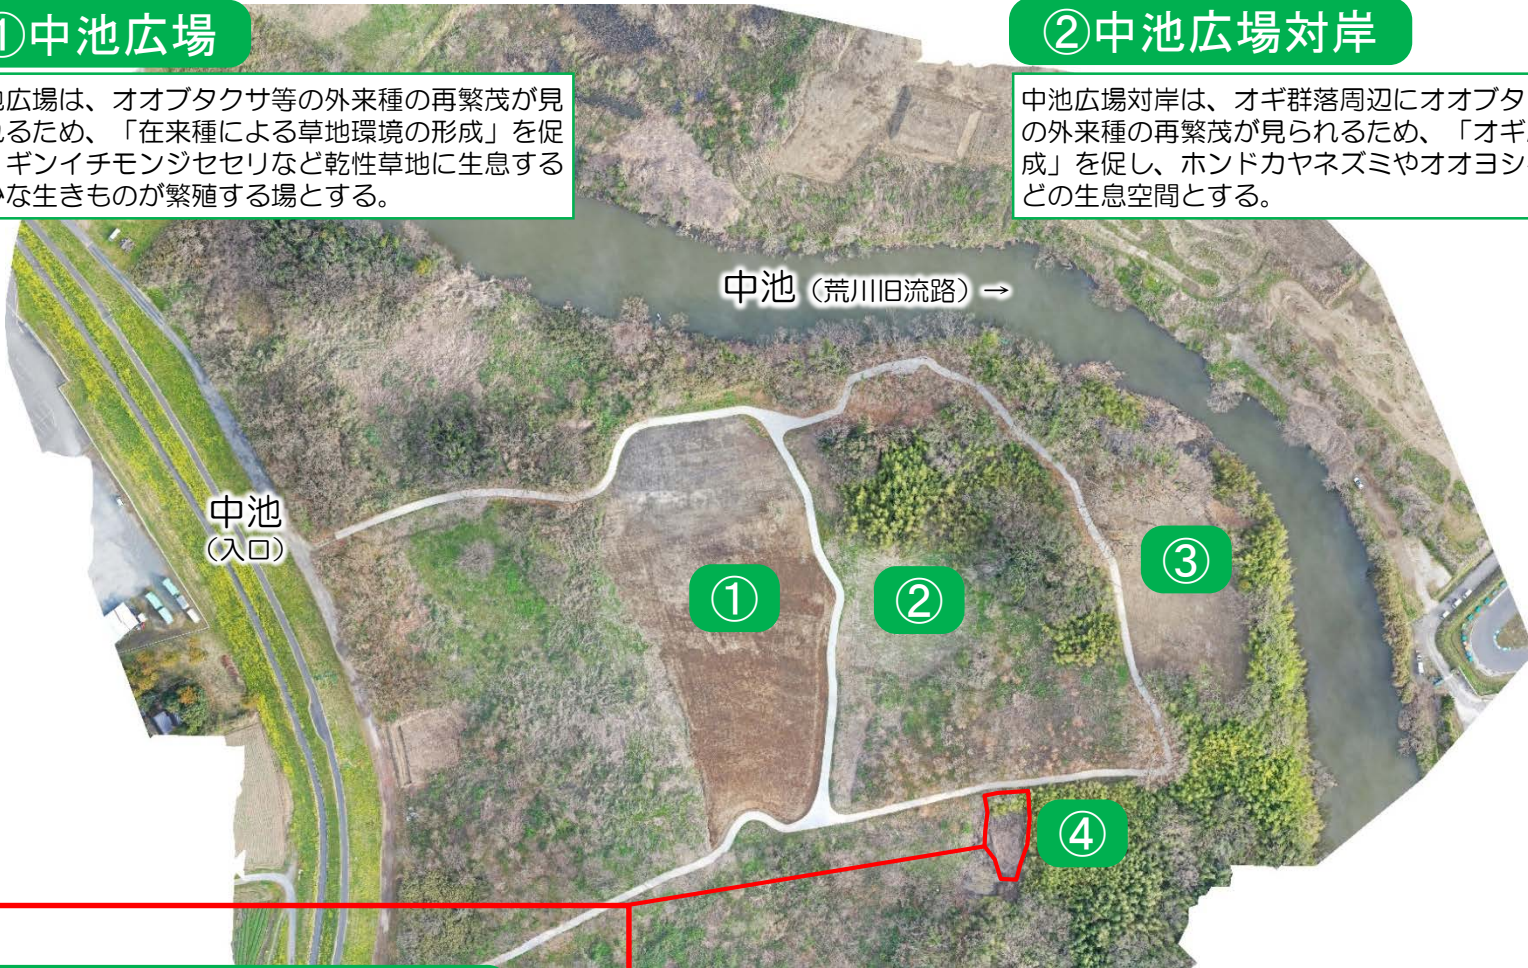 ①中池広場
②中池広場対岸
広場は、オオブタクサ等の外来種の再繁茂が見
るため、「在来種による草地環境の形成」を促
ギンイチモンジセセリなど乾性草地に生息する
な生きものが繁殖する場とする。
中池広場対岸は、オギ群落周辺にオオブタ
の外来種の再繁茂が見られるため、「オギ
成」を促し、ホンドカヤネズミやオオヨシ
どの生息空間とする。
中池（荒川旧流路）→
中池
（入口）
①
②
③
④